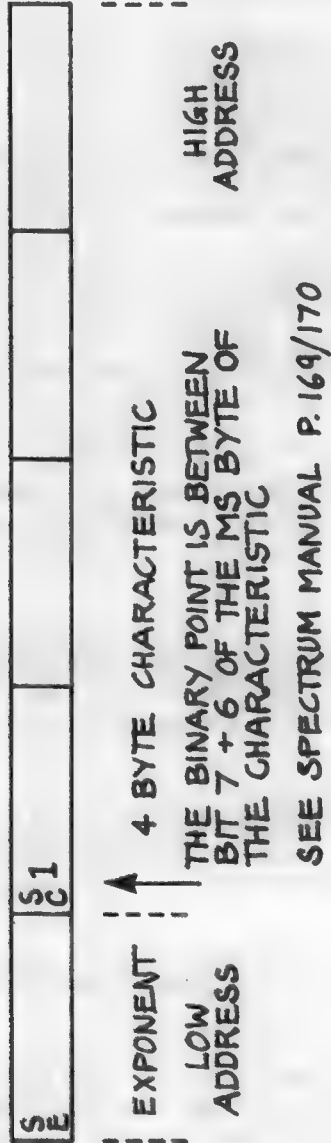 S
E
S
C 1
EXPONENT
4 BYTE CHARACTERISTIC
LOW
ADDRESS
THE BINARY POINT IS BETWEEN
BIT 7 + 6 OF THE MS BYTE OF
THE CHARACTERISTIC
HIGH
ADDRESS
SEE SPECTRUM MANUAL P. 169/170